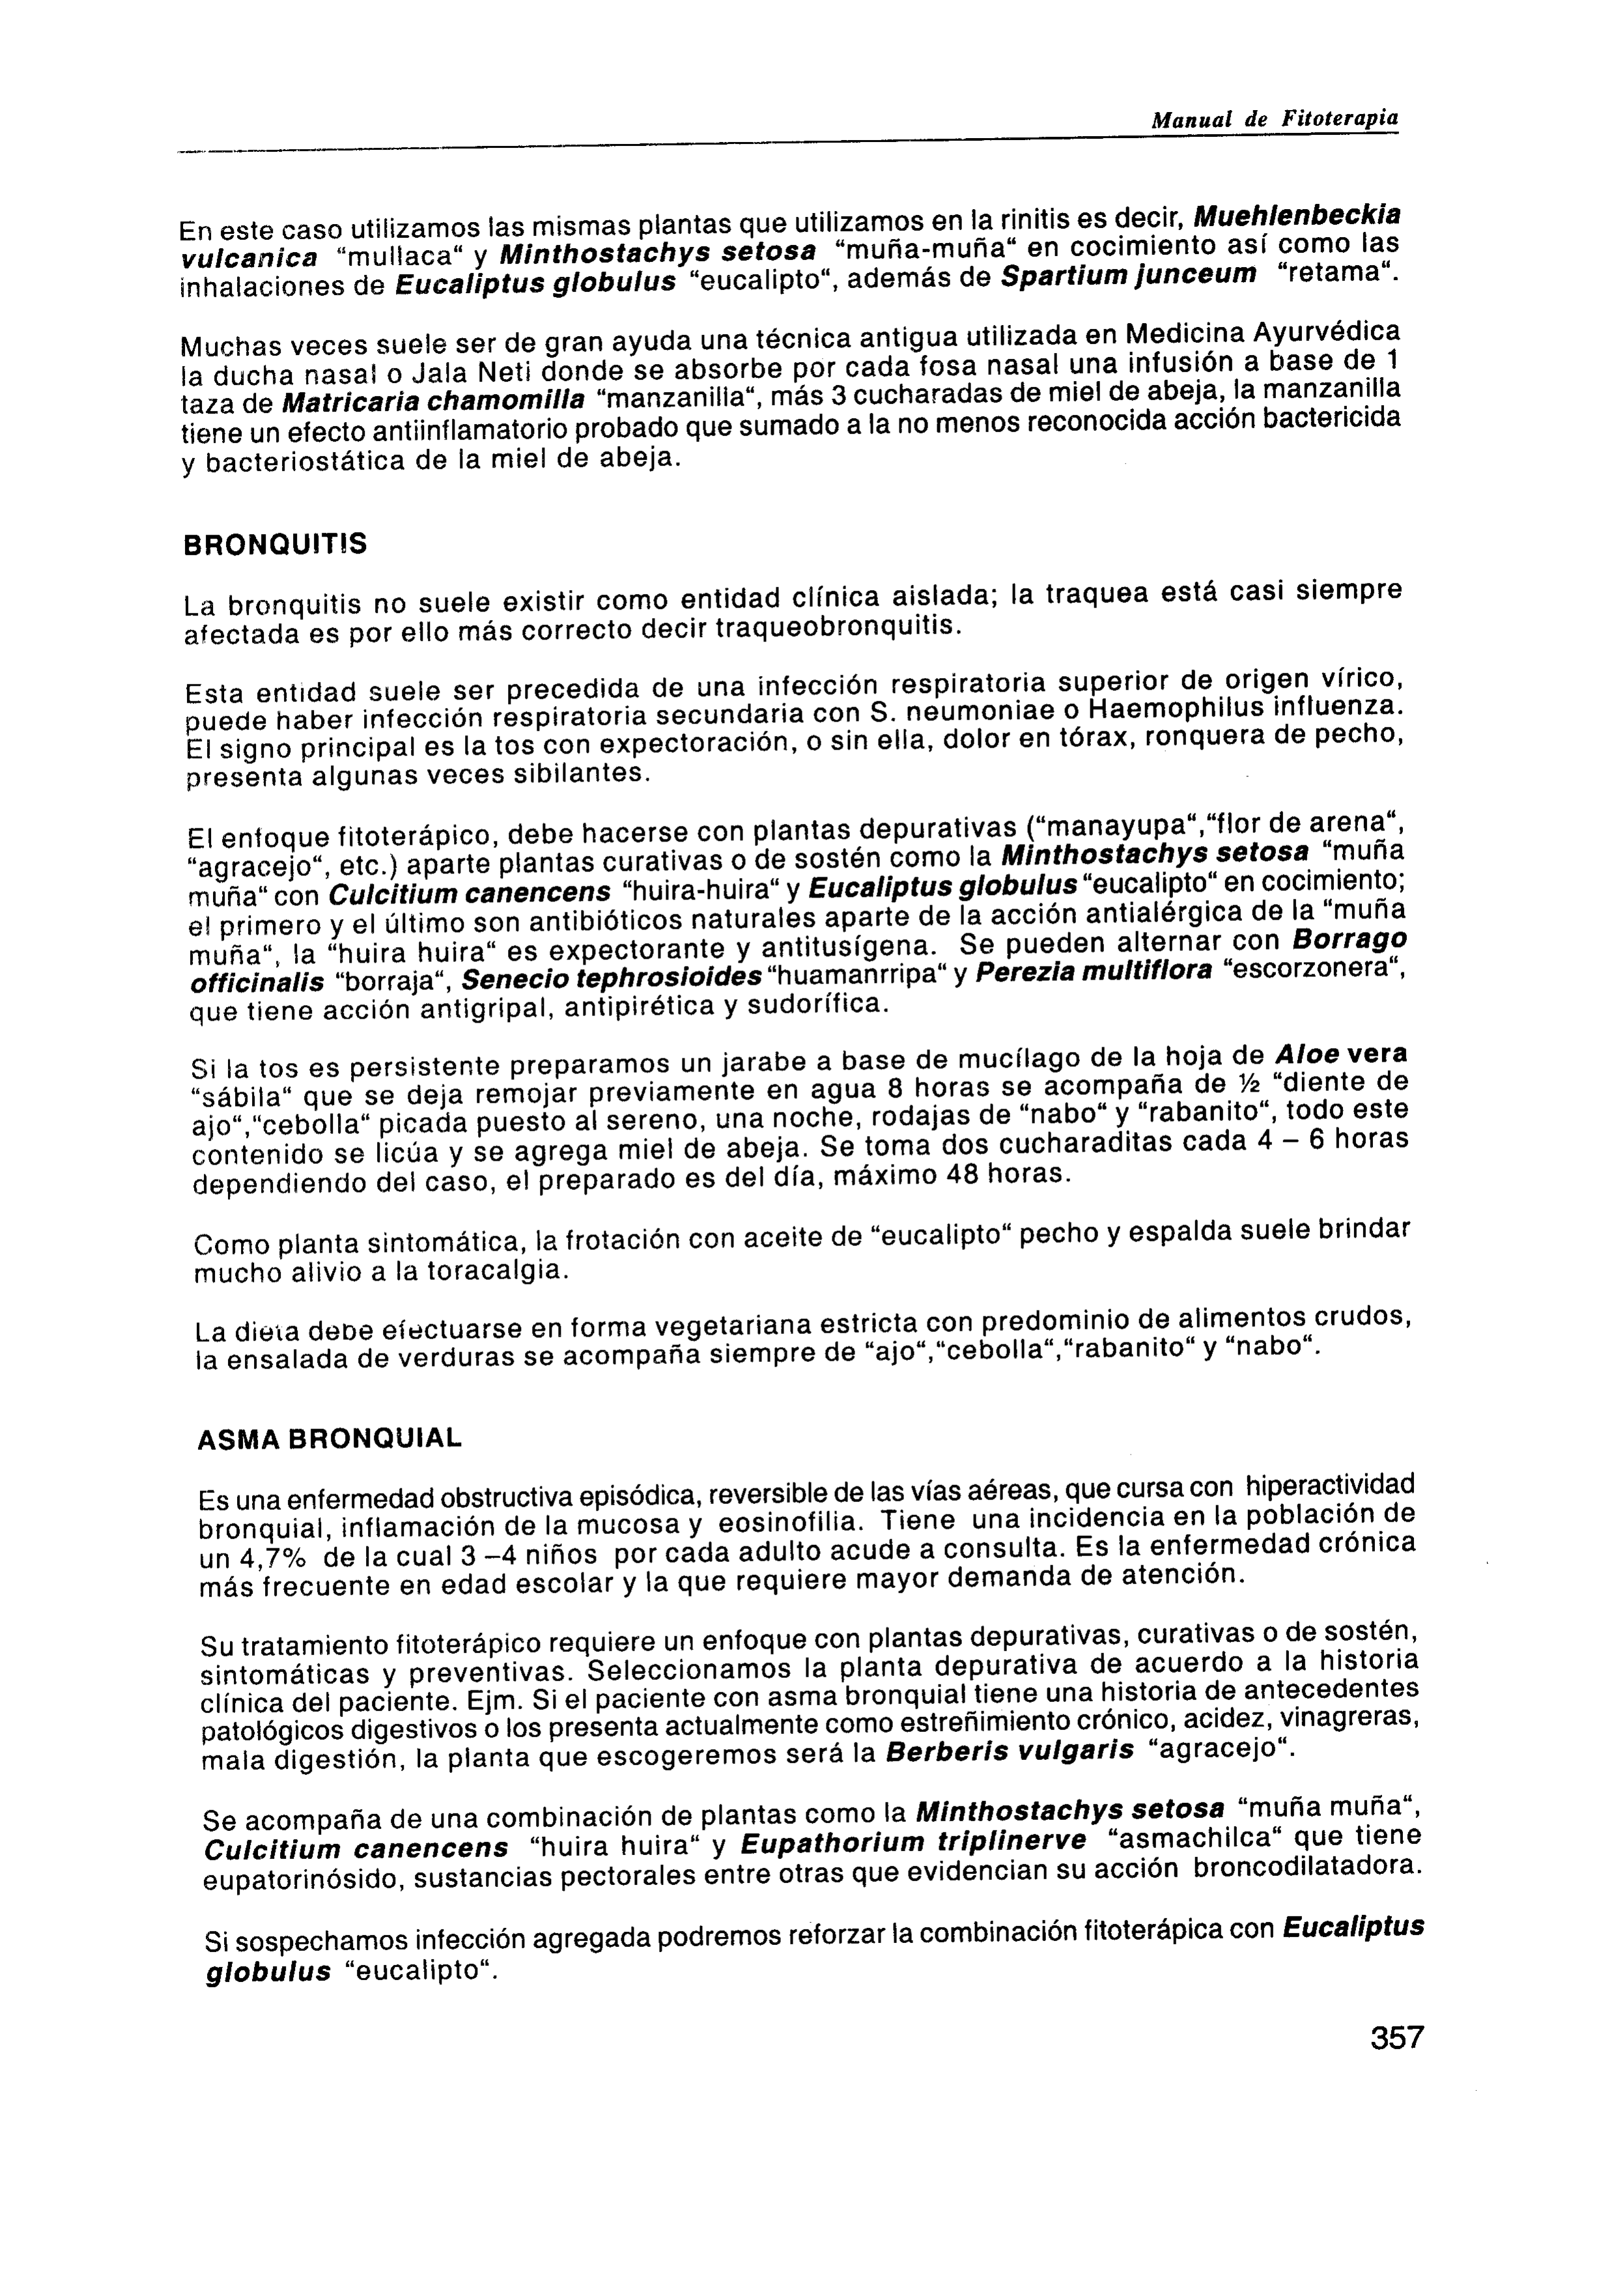 Manual de Fitoterapia
En este caso utilizamos las mismas plantas que utilizamos en la rinitis es decir, Muehlenbeckia
vulcanica “mullaca“ y Minthostachys setosa “muña-muña“ en cocimiento así como las
inhalaciones de Eucaliptus globulus “eucalipto“, además de Spartium junceum “retama“.
Muchas veces suele ser de gran ayuda una técnica antigua utilizada en Medicina Ayurvédica
la ducha nasal o Jala Neti donde se absorbe por cada fosa nasal una infusión a base de 1
taza de Matricaria chamomilla “manzanilla“, más 3 cucharadas de miel de abeja, la manzanilla
tiene un efecto antiinflamatorio probado que sumado a la no menos reconocida acción bactericida
y bacteriostática de la miel de abeja.
BRONQUITIS
La bronquitis no suele existir como entidad clínica aislada; la traquea está casi siempre
afectada es por ello más correcto decir traqueobronquitis.
Esta entidad suele ser precedida de una infección respiratoria superior de origen vírico,
puede haber infección respiratoria secundaria con S. neumoniae o Haemophilus influenza.
El signo principal es la tos con expectoración, o sin ella, dolor en tórax, ronquera de pecho,
presenta algunas veces sibilantes.
El enfoque fitoterápico, debe hacerse con plantas depurativas (“manayupa“,“flor de arena“,
“agracejo“, etc.) aparte plantas curativas o de sostén como la Minthostachys setosa “muña
muña“ con Culcitium canencens “huira-huira“ y Eucaliptus globulus “eucalipto“ en cocimiento;
el primero y el último son antibióticos naturales aparte de la acción antialérgica de la “muña
muña“, la “huira huira“ es expectorante y antitusígena. Se pueden alternar con Borrago
officinalis “borraja“, Senecio tephrosioides “huamanrripa“ y Perezia multiflora “escorzonera“,
que tiene acción antigripal, antipirética y sudorífica.
Si la tos es persistente preparamos un jarabe a base de mucílago de la hoja de Aloe vera
“sábila“ que se deja remojar previamente en agua 8 horas se acompaña de ½ “diente de
ajo“,“cebolla“ picada puesto al sereno, una noche, rodajas de “nabo“ y “rabanito“, todo este
contenido se licúa y se agrega miel de abeja. Se toma dos cucharaditas cada 4 – 6 horas
dependiendo del caso, el preparado es del día, máximo 48 horas.
Como planta sintomática, la frotación con aceite de “eucalipto“ pecho y espalda suele brindar
mucho alivio a la toracalgia.
La dieta debe efectuarse en forma vegetariana estricta con predominio de alimentos crudos,
la ensalada de verduras se acompaña siempre de “ajo“,“cebolla“,“rabanito“ y “nabo“.
ASMA BRONQUIAL
Es una enfermedad obstructiva episódica, reversible de las vías aéreas, que cursa con hiperactividad
bronquial, inflamación de la mucosa y eosinofilia. Tiene una incidencia en la población de
un 4,7% de la cual 3 –4 niños por cada adulto acude a consulta. Es la enfermedad crónica
más frecuente en edad escolar y la que requiere mayor demanda de atención.
Su tratamiento fitoterápico requiere un enfoque con plantas depurativas, curativas o de sostén,
sintomáticas y preventivas. Seleccionamos la planta depurativa de acuerdo a la historia
clínica del paciente. Ejm. Si el paciente con asma bronquial tiene una historia de antecedentes
patológicos digestivos o los presenta actualmente como estreñimiento crónico, acidez, vinagreras,
mala digestión, la planta que escogeremos será la Berberis vulgaris “agracejo“.
Se acompaña de una combinación de plantas como la Minthostachys setosa “muña muña“,
Culcitium canencens “huira huira“ y Eupathorium triplinerve “asmachilca“ que tiene
eupatorinósido, sustancias pectorales entre otras que evidencian su acción broncodilatadora.
Si sospechamos infección agregada podremos reforzar la combinación fitoterápica con Eucaliptus
globulus “eucalipto“.
357